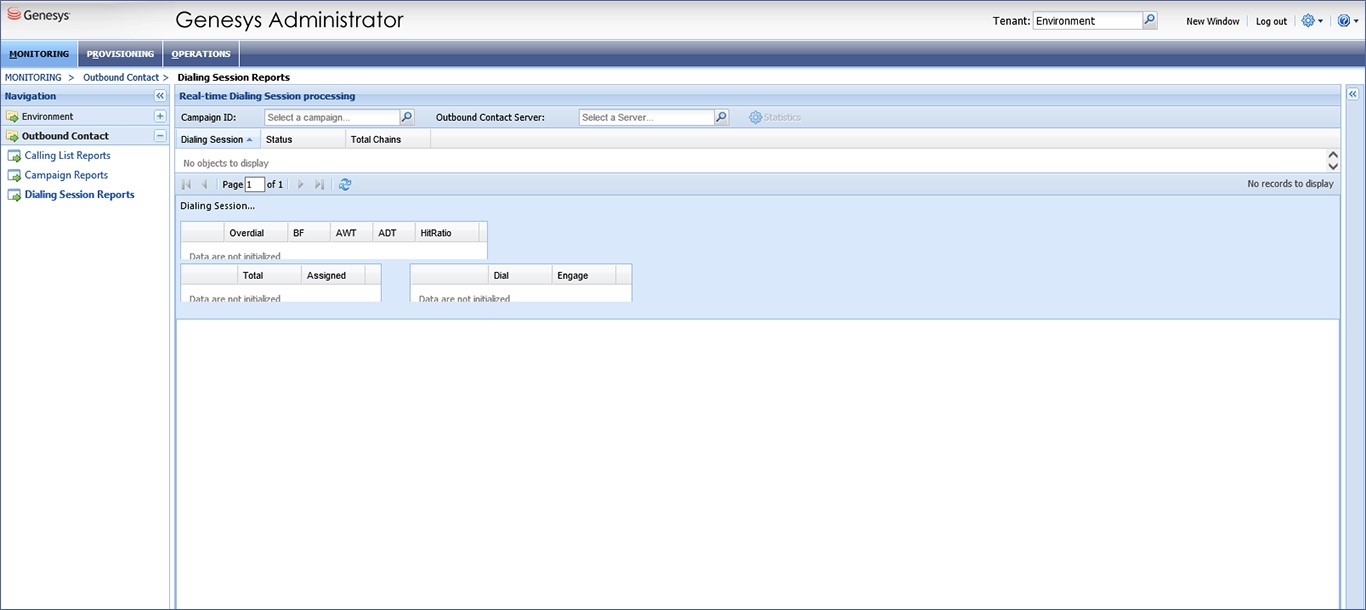 Genesys
Genesys Administrator
Tenant: Environment
New Window
Log out
MONITORING
PROVISIONING
OPERATIONS
MONITORING > Outbound Contact > Dialing Session Reports
Navigation
Environment
Outbound Contact
Calling List Reports
Campaign Reports
Dialing Session Reports
Real-time Dialing Session processing
Campaign ID: Select a campaign... Outbound Contact Server: Select a Server... Statistics
Dialing Session Status Total Chains
No objects to display
Page 1 of 1
No records to display
Dialing Session...
Overdial BF AWT ADT HitRatio
Data are not initialized
Total Assigned
Data are not initialized
Dial Engage
Data are not initialized